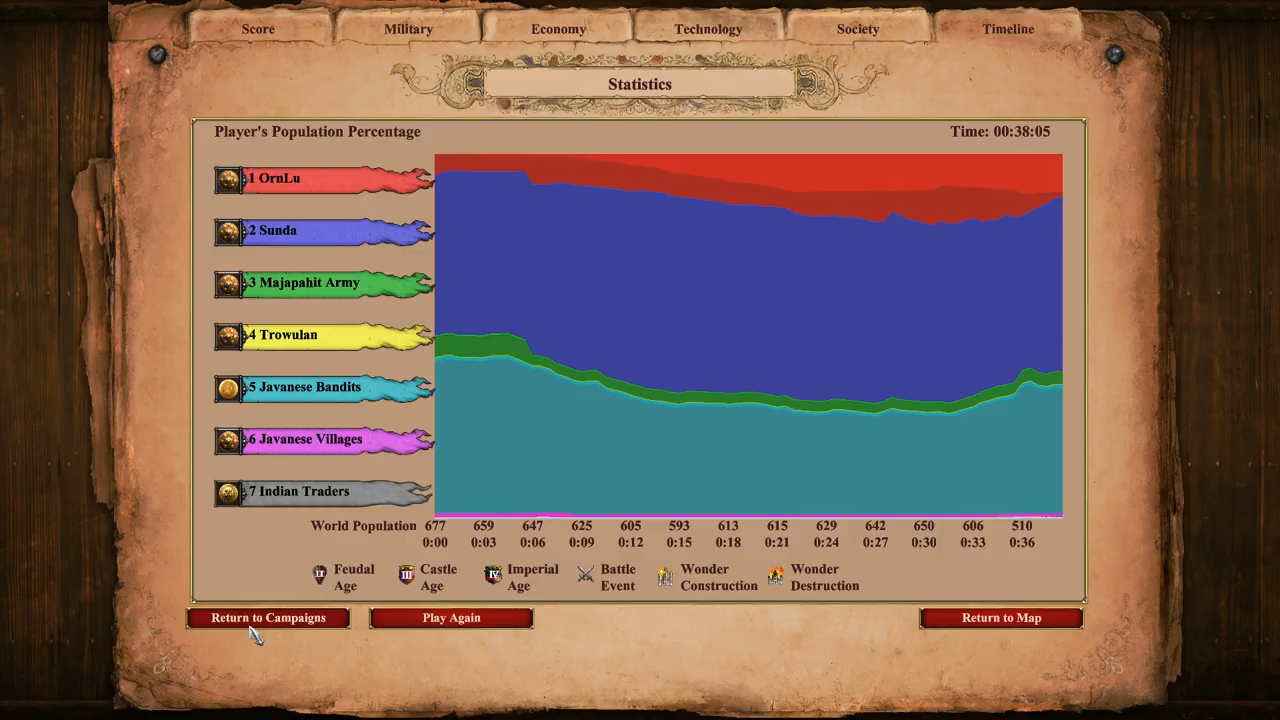 Score Military Economy Technology Society Timeline
Statistics
Player's Population Percentage Time: 00:38:05
1 OrnLu
2 Sunda
3 Majapahit Army
4 Trowulan
5 Javanese Bandits
6 Javanese Villages
7 Indian Traders
World Population 677 659 647 625 605 593 613 615 629 642 650 606 510
0:00 0:03 0:06 0:09 0:12 0:15 0:18 0:21 0:24 0:27 0:30 0:33 0:36
II Feudal Age
III Castle Age
IV Imperial Age
Battle Event
Wonder Construction
Wonder Destruction
Return to Campaigns Play Again Return to Map